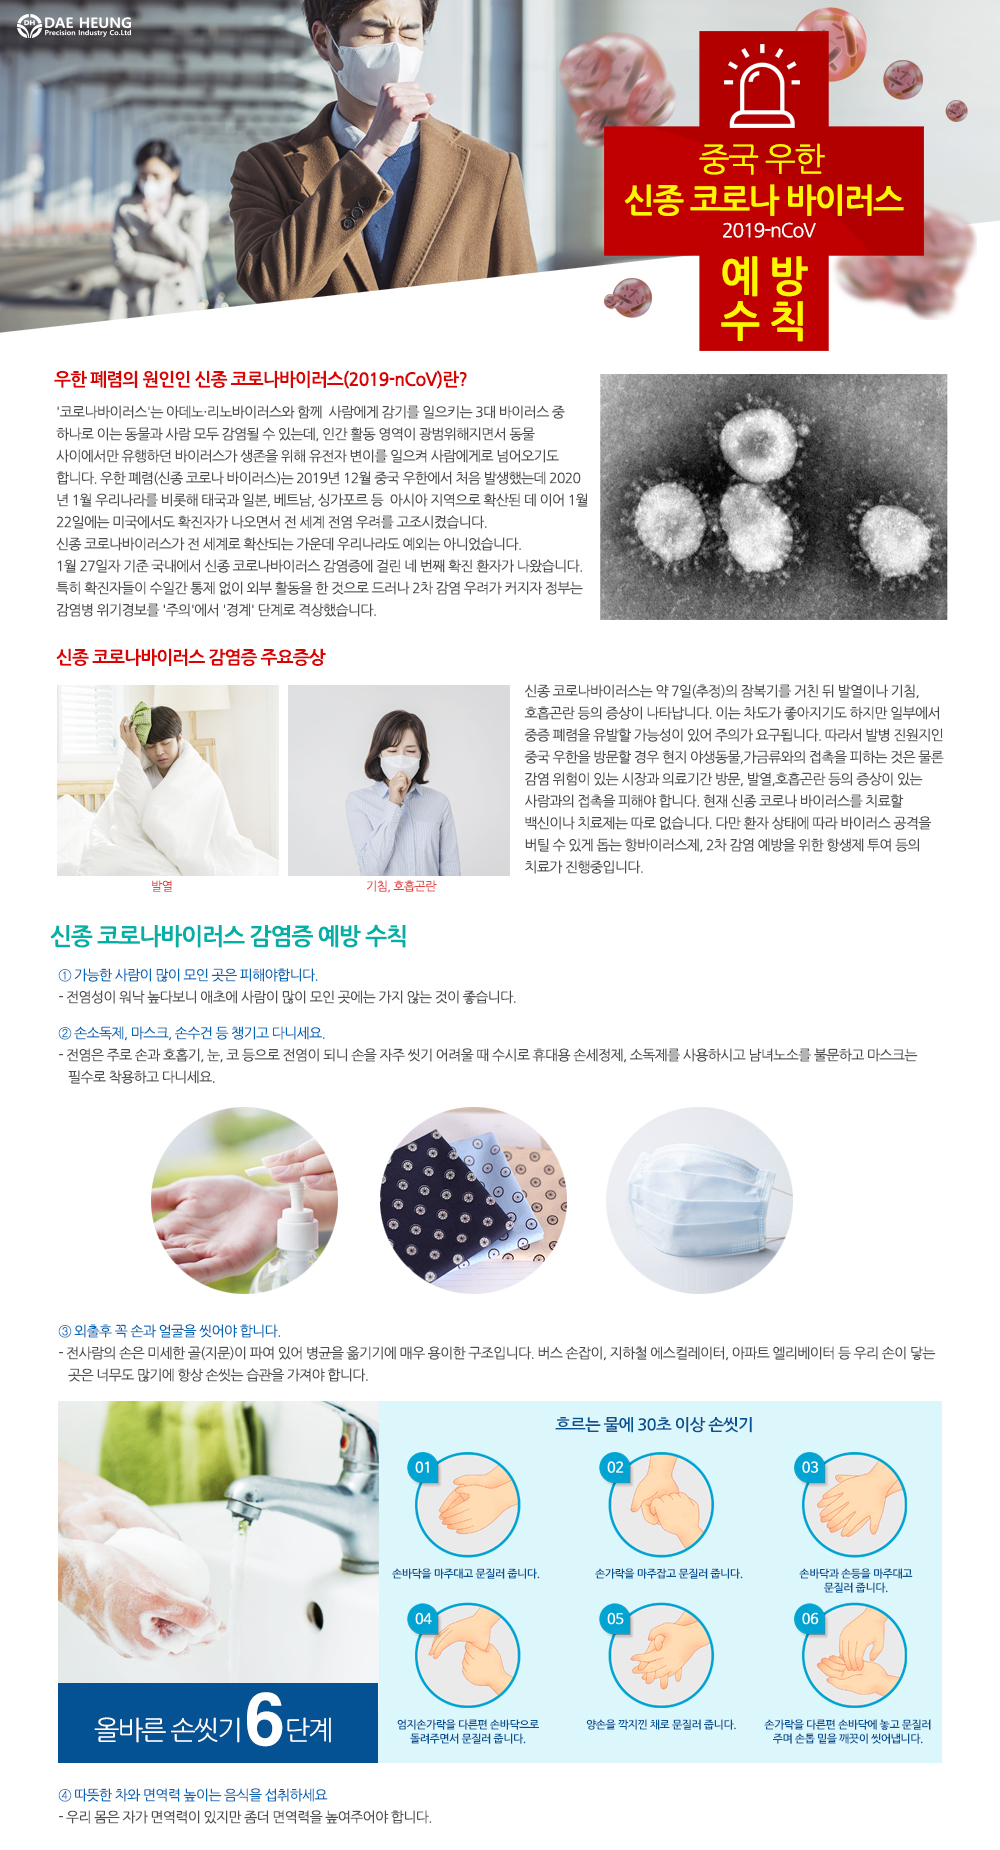 DH
DAE HEUNG
Precision Industry Co.Ltd
중국 우한
신종 코로나 바이러스
2019-nCoV
예 방
수 칙
우한 폐렴의 원인인 신종 코로나바이러스(2019-nCoV)란?
'코로나바이러스'는 아데노·리노바이러스와 함께 사람에게 감기를 일으키는 3대 바이러스 중
하나로 이는 동물과 사람 모두 감염될 수 있는데, 인간 활동 영역이 광범위해지면서 동물
사이에서만 유행하던 바이러스가 생존을 위해 유전자 변이를 일으켜 사람에게로 넘어오기도
합니다. 우한 폐렴(신종 코로나 바이러스)는 2019년 12월 중국 우한에서 처음 발생했는데 2020
년 1월 우리나라를 비롯해 태국과 일본, 베트남, 싱가포르 등 아시아 지역으로 확산된 데 이어 1월
22일에는 미국에서도 확진자가 나오면서 전 세계 전염 우려를 고조시켰습니다.
신종 코로나바이러스가 전 세계로 확산되는 가운데 우리나라도 예외는 아니었습니다.
1월 27일자 기준 국내에서 신종 코로나바이러스 감염증에 걸린 네 번째 확진 환자가 나왔습니다.
특히 확진자들이 수일간 통제 없이 외부 활동을 한 것으로 드러나 2차 감염 우려가 커지자 정부는
감염병 위기경보를 '주의'에서 '경계' 단계로 격상했습니다.
신종 코로나바이러스 감염증 주요증상
신종 코로나바이러스는 약 7일(추정)의 잠복기를 거친 뒤 발열이나 기침,
호흡곤란 등의 증상이 나타납니다. 이는 차도가 좋아지기도 하지만 일부에서
중증 폐렴을 유발할 가능성이 있어 주의가 요구됩니다. 따라서 발병 진원지인
중국 우한을 방문할 경우 현지 야생동물,가금류와의 접촉을 피하는 것은 물론
감염 위험이 있는 시장과 의료기간 방문, 발열,호흡곤란 등의 증상이 있는
사람과의 접촉을 피해야 합니다. 현재 신종 코로나 바이러스를 치료할
백신이나 치료제는 따로 없습니다. 다만 환자 상태에 따라 바이러스 공격을
버틸 수 있게 돕는 항바이러스제, 2차 감염 예방을 위한 항생제 투여 등의
치료가 진행중입니다.
발열
기침, 호흡곤란
신종 코로나바이러스 감염증 예방 수칙
① 가능한 사람이 많이 모인 곳은 피해야합니다.
- 전염성이 워낙 높다보니 애초에 사람이 많이 모인 곳에는 가지 않는 것이 좋습니다.
② 손소독제, 마스크, 손수건 등 챙기고 다니세요.
- 전염은 주로 손과 호흡기, 눈, 코 등으로 전염이 되니 손을 자주 씻기 어려울 때 수시로 휴대용 손세정제, 소독제를 사용하시고 남녀노소를 불문하고 마스크는
필수로 착용하고 다니세요.
③ 외출후 꼭 손과 얼굴을 씻어야 합니다.
- 전사람의 손은 미세한 골(지문)이 파여 있어 병균을 옮기기에 매우 용이한 구조입니다. 버스 손잡이, 지하철 에스컬레이터, 아파트 엘리베이터 등 우리 손이 닿는
곳은 너무도 많기에 항상 손씻는 습관을 가져야 합니다.
흐르는 물에 30초 이상 손씻기
01
02
03
손바닥을 마주대고 문질러 줍니다.
손가락을 마주잡고 문질러 줍니다.
손바닥과 손등을 마주대고
문질러 줍니다.
04
05
06
엄지손가락을 다른편 손바닥으로
돌려주면서 문질러 줍니다.
양손을 깍지낀 채로 문질러 줍니다.
손가락을 다른편 손바닥에 놓고 문질러
주며 손톱 밑을 깨끗이 씻어냅니다.
올바른 손씻기 6단계
④ 따뜻한 차와 면역력 높이는 음식을 섭취하세요
- 우리 몸은 자가 면역력이 있지만 좀더 면역력을 높여주어야 합니다.